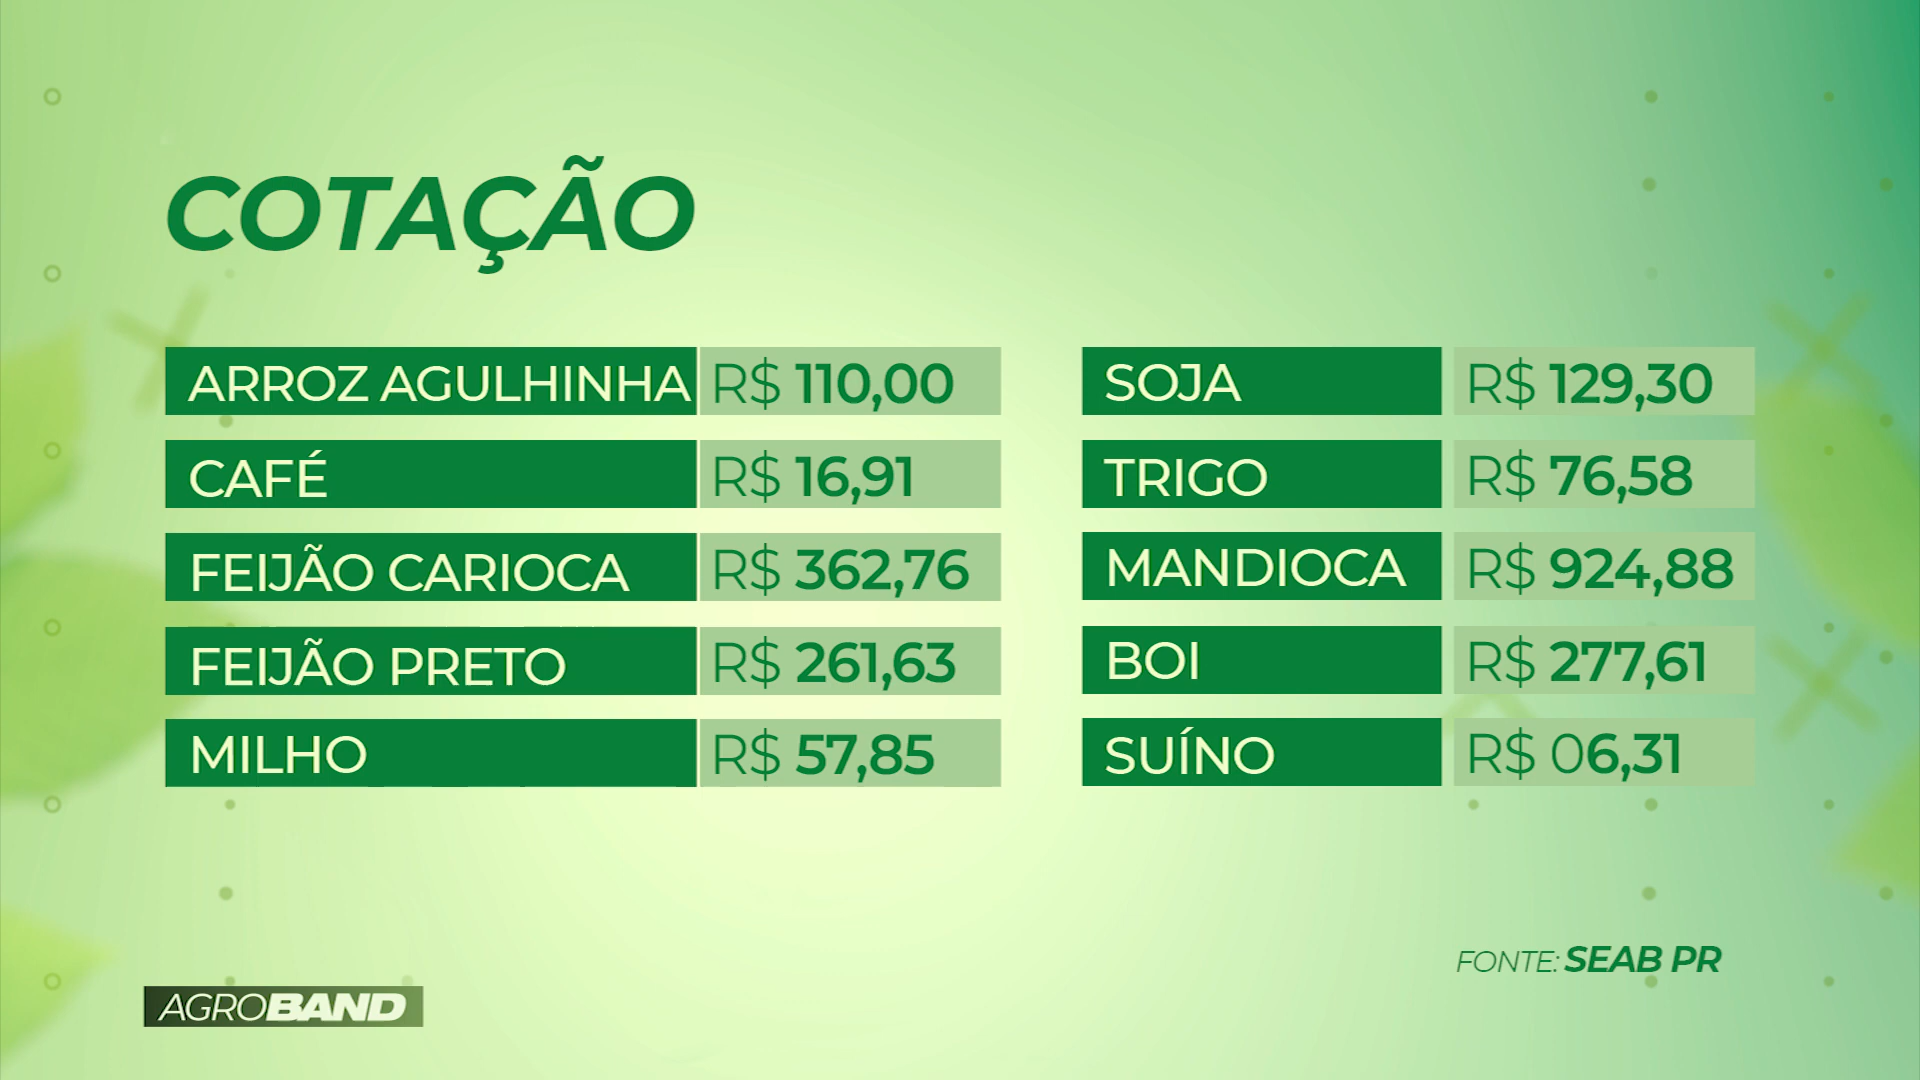 COTAÇÃO
ARROZ AGULHINHA R$ 110,00
CAFÉ R$ 16,91
FEIJÃO CARIOCA R$ 362,76
FEIJÃO PRETO R$ 261,63
MILHO R$ 57,85
SOJA R$ 129,30
TRIGO R$ 76,58
MANDIOCA R$ 924,88
BOI R$ 277,61
SUÍNO R$ 06,31
FONTE: SEAB PR
AGROBAND